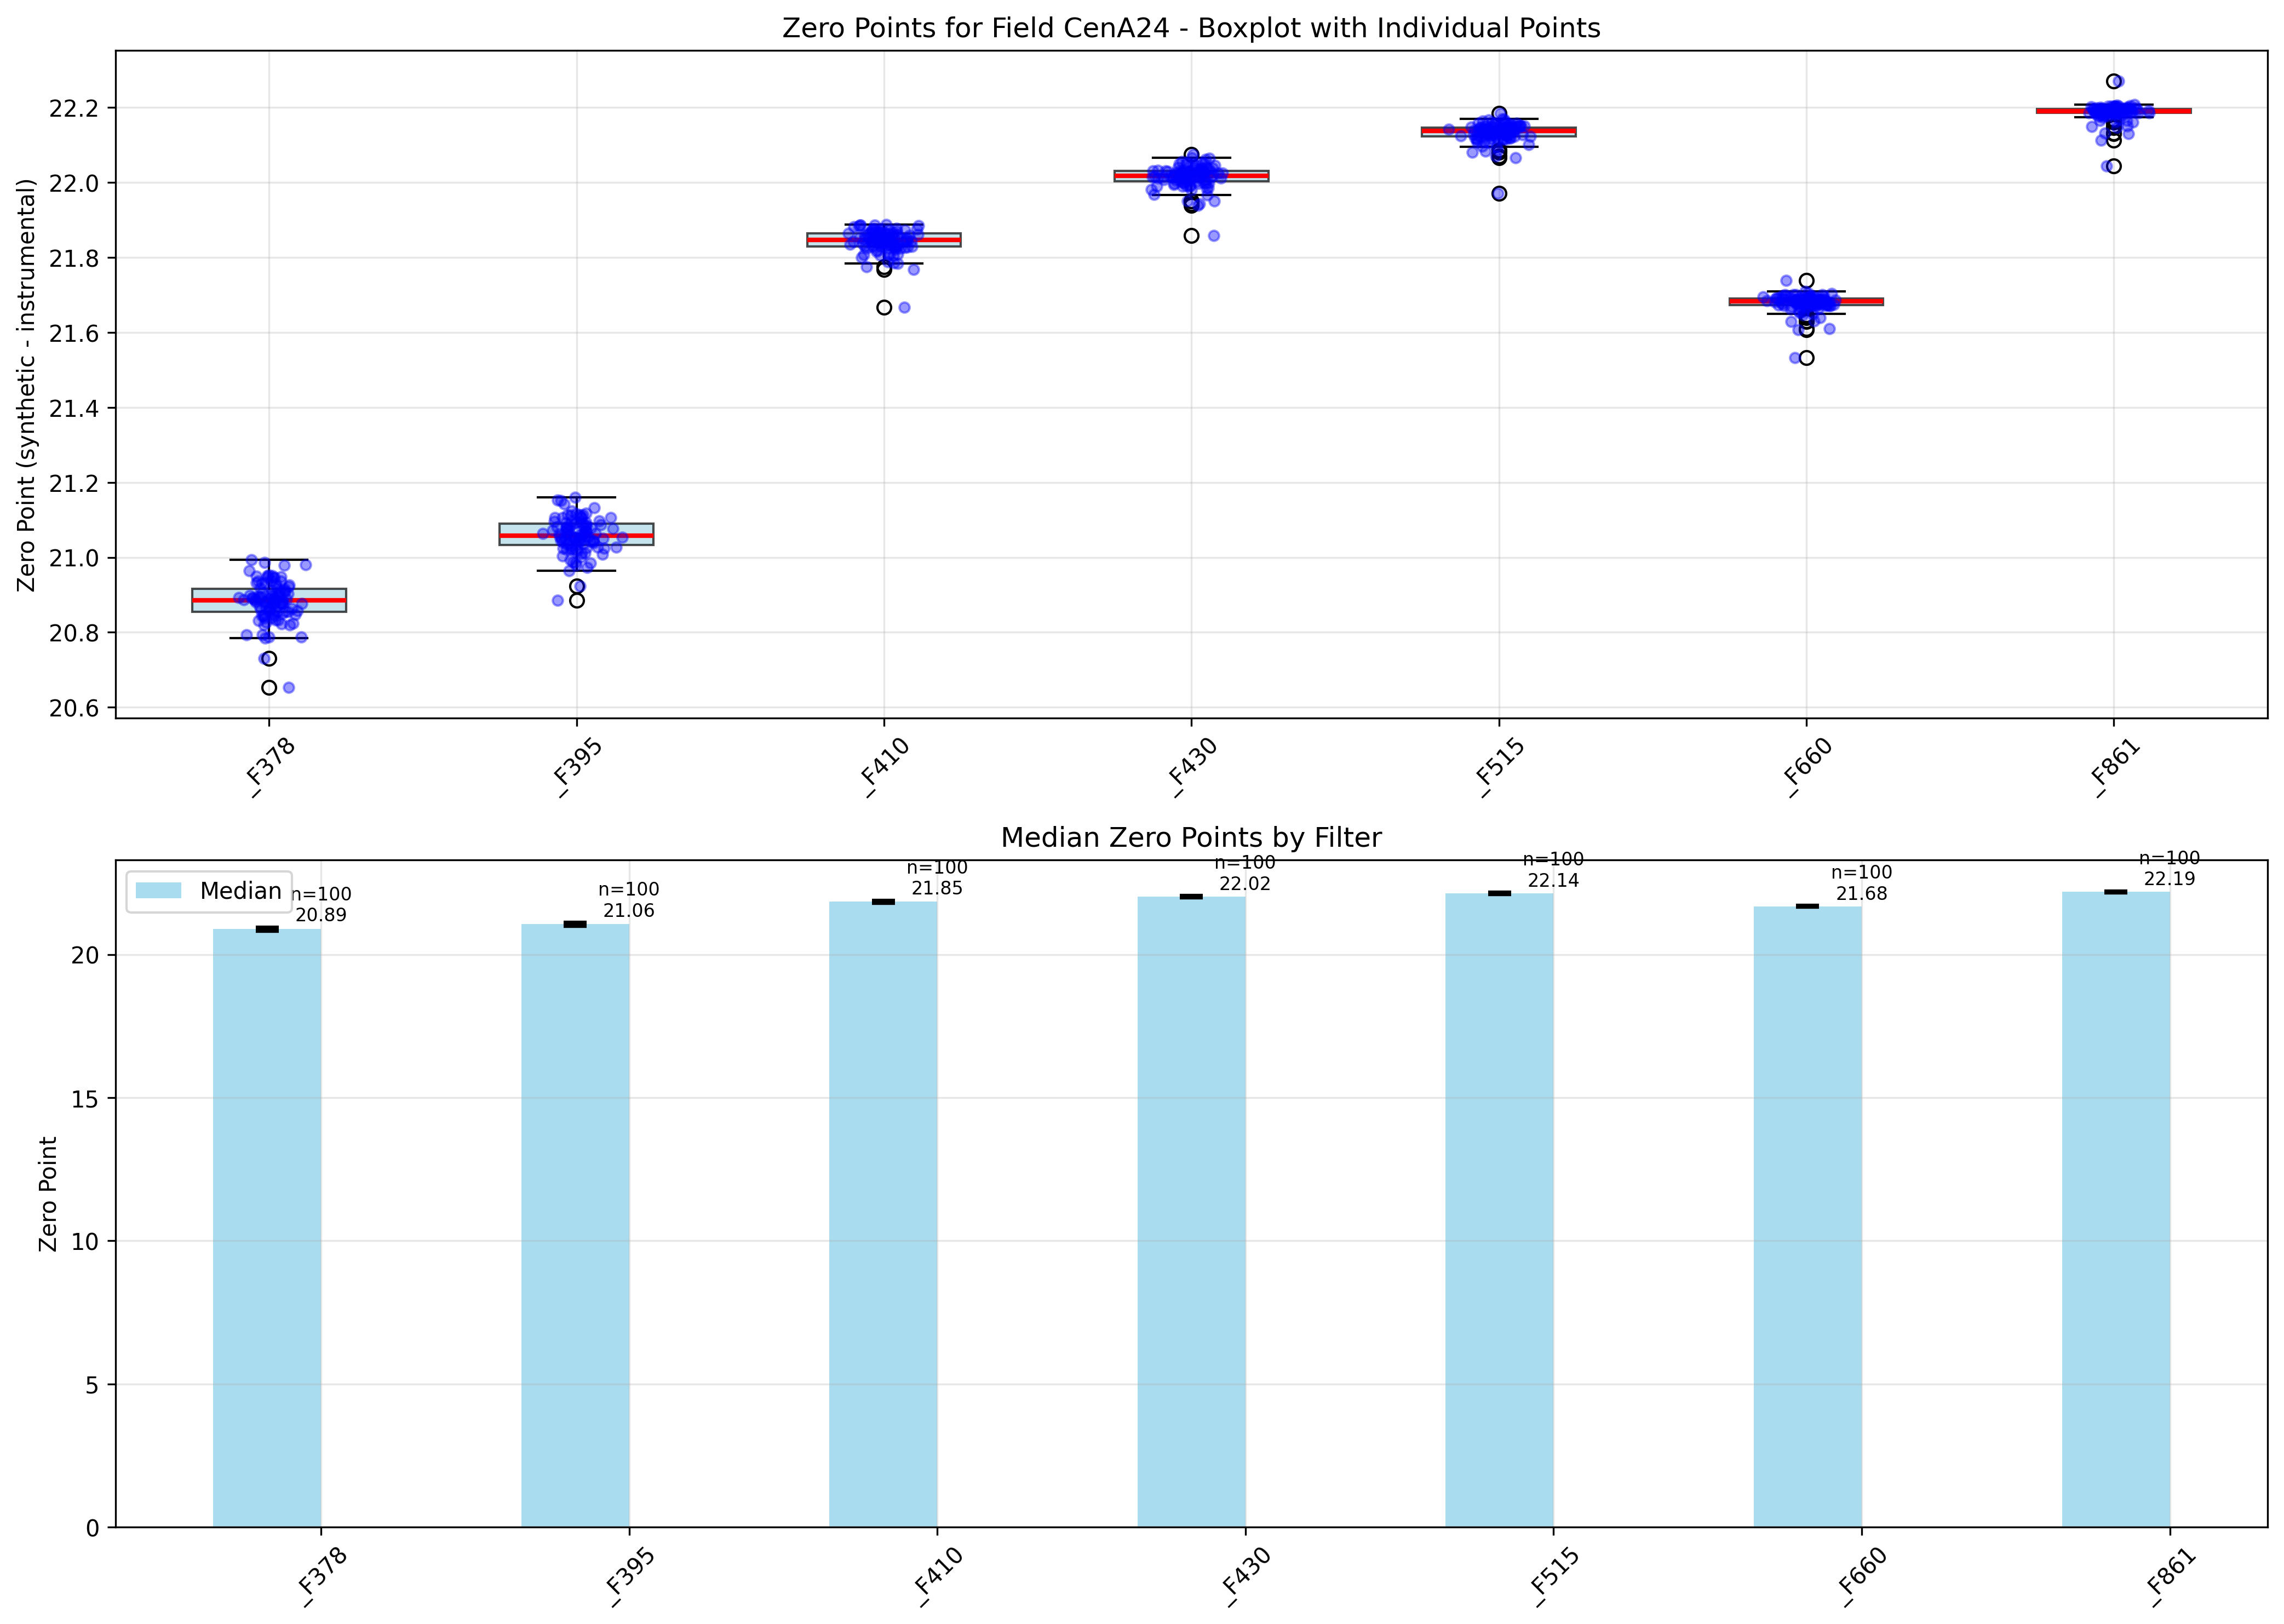 Zero Points for Field CenA24 - Boxplot with Individual Points
Zero Point (synthetic - instrumental)
22.2
22.0
21.8
21.6
21.4
21.2
21.0
20.8
20.6
_F378
_F395
_F410
_F430
_F515
_F660
_F861
Median Zero Points by Filter
Zero Point
Median
n=100
20.89
n=100
21.06
n=100
21.85
n=100
22.02
n=100
22.14
n=100
21.68
n=100
22.19
20
15
10
5
0
_F378
_F395
_F410
_F430
_F515
_F660
_F861